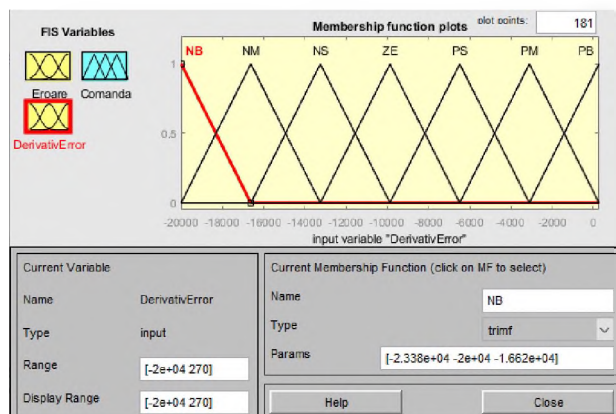 FIS Variables
Membership function plots
plot points:
181
NB NM NS ZE PS PM PB
Eroare Comanda
DerivativError
1
0.5
0
-20000 -18000 -16000 -14000 -12000 -10000 -8000 -6000 -4000 -2000 0
input variable "DerivativError"
Current Variable
Name DerivativError
Type input
Range [-2e+04 270]
Display Range [-2e+04 270]
Current Membership Function (click on MF to select)
Name NB
Type trimf
Params [-2.338e+04 -2e+04 -1.662e+04]
Help Close